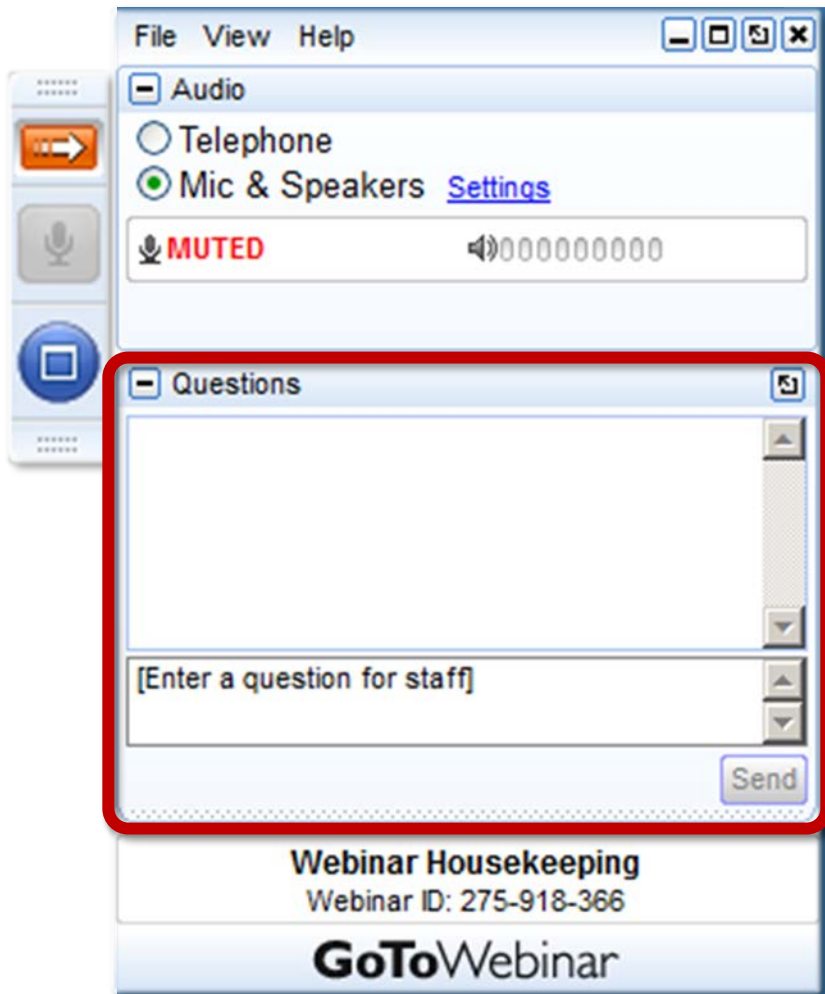 File View Help
Audio
Telephone
Mic & Speakers Settings
MUTED
Questions
[Enter a question for staff]
Send
Webinar Housekeeping
Webinar ID: 275-918-366
GoToWebinar